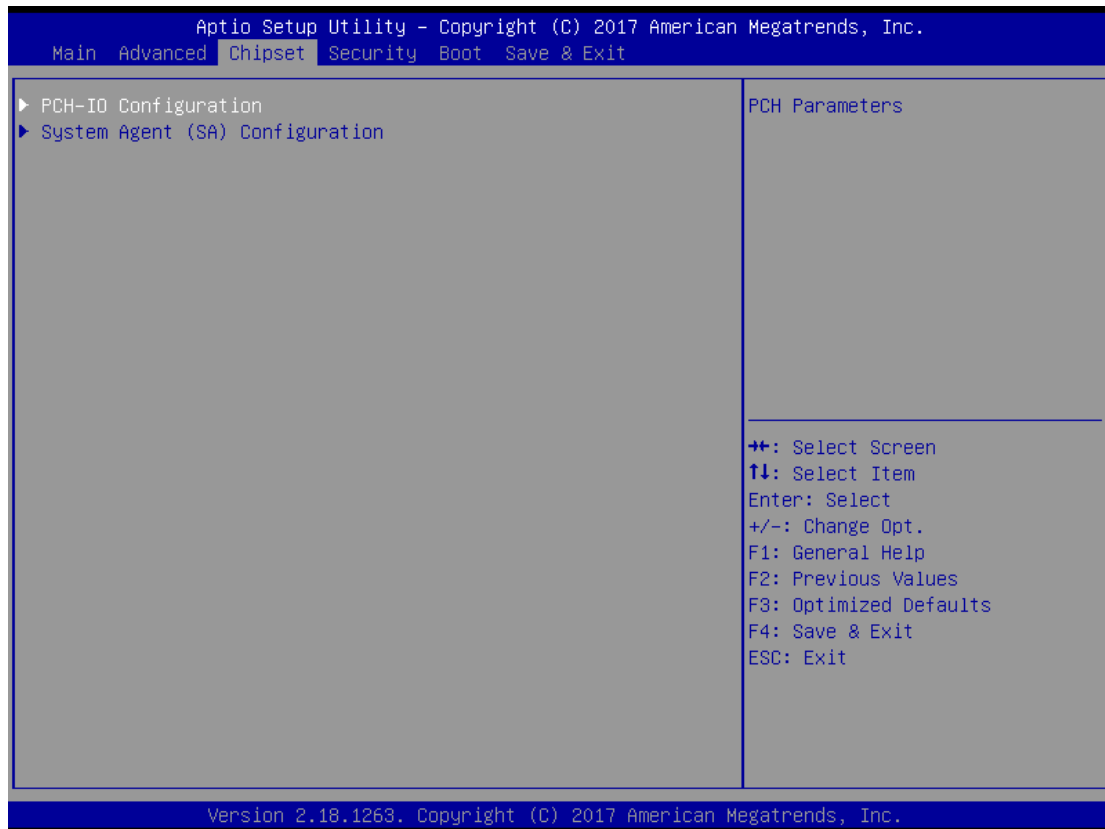 Aptio Setup Utility – Copyright (C) 2017 American Megatrends, Inc.
Main Advanced Chipset Security Boot Save & Exit
▶ PCH-IO Configuration
▶ System Agent (SA) Configuration
PCH Parameters
→←: Select Screen
↑↓: Select Item
Enter: Select
+/-: Change Opt.
F1: General Help
F2: Previous Values
F3: Optimized Defaults
F4: Save & Exit
ESC: Exit
Version 2.18.1263. Copyright (C) 2017 American Megatrends, Inc.